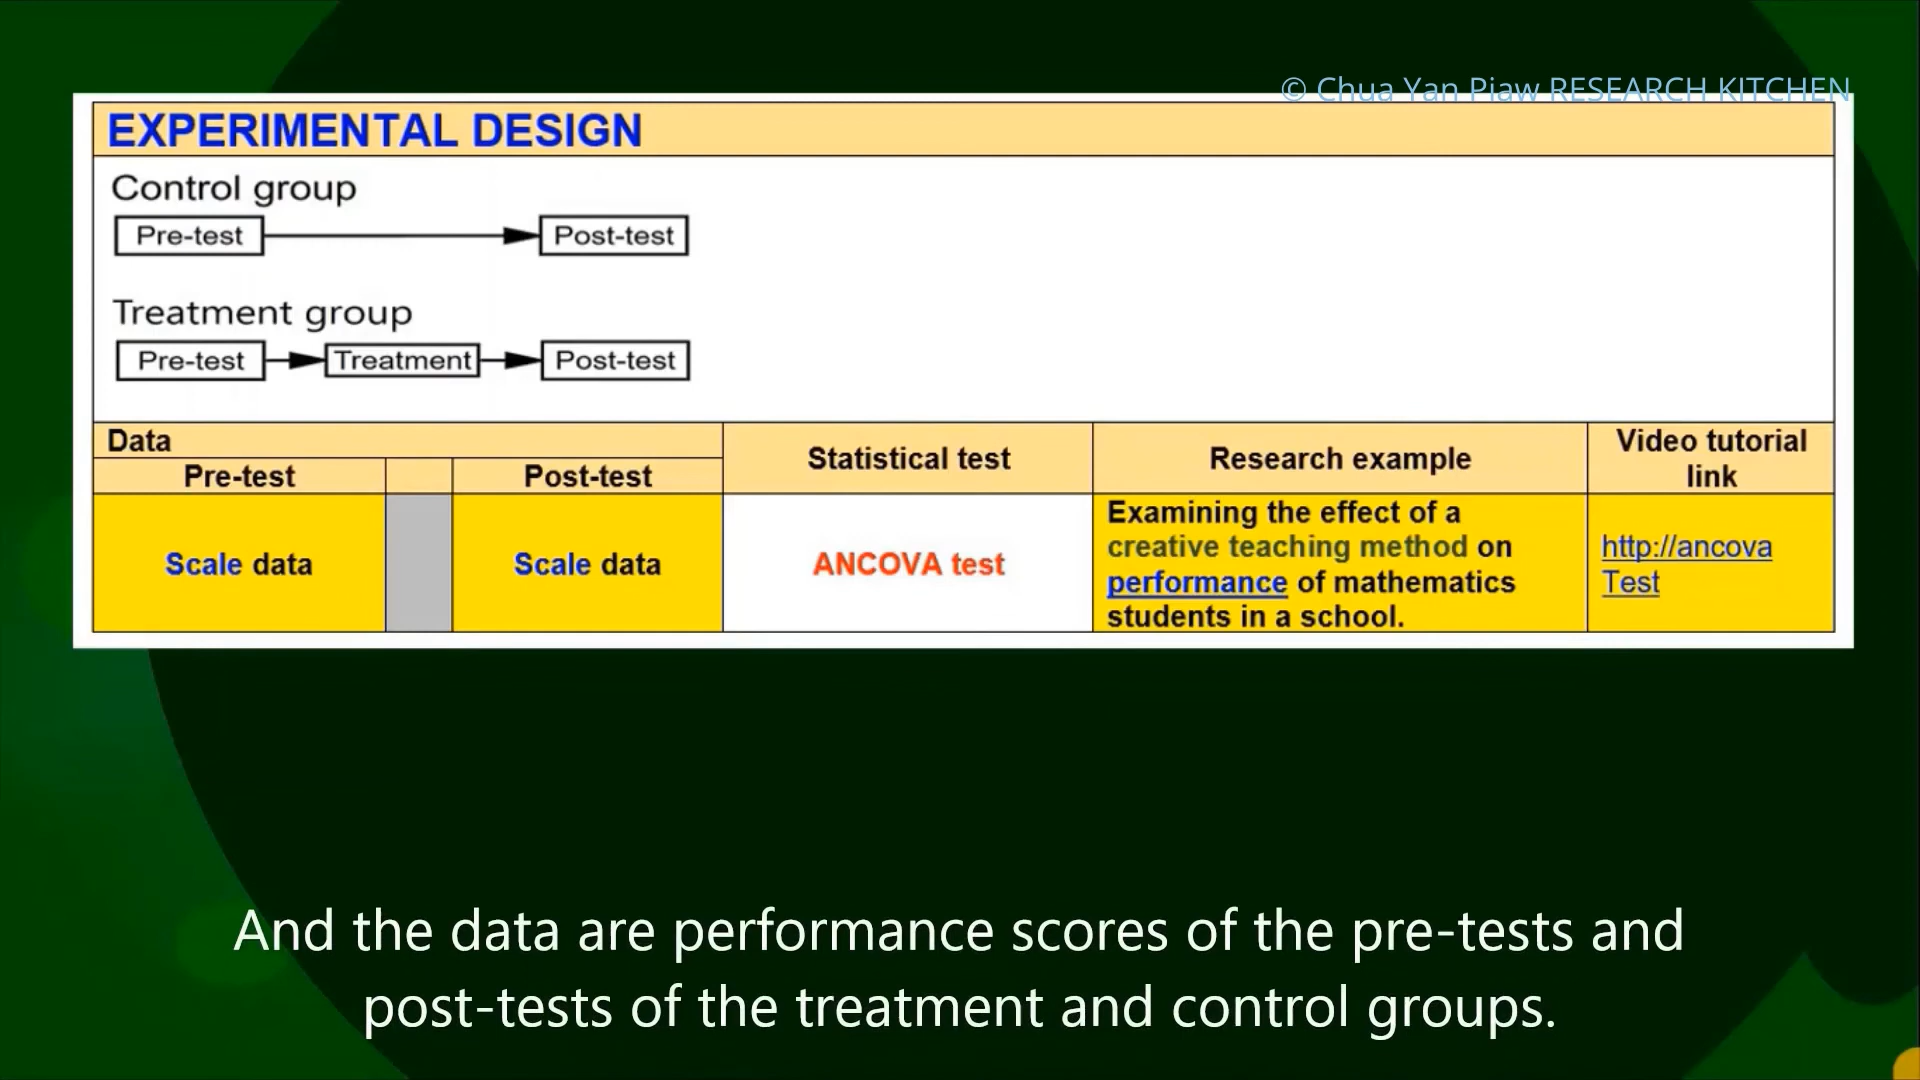 © Chua Yan Piaw RESEARCH KITCHEN
EXPERIMENTAL DESIGN
Control group
Pre-test
Post-test
Treatment group
Pre-test
Treatment
Post-test
Data
Pre-test
Post-test
Statistical test
Research example
Video tutorial
link
Scale data
Scale data
ANCOVA test
Examining the effect of a
creative teaching method on
performance of mathematics
students in a school.
http://ancova
Test
And the data are performance scores of the pre-tests and
post-tests of the treatment and control groups.